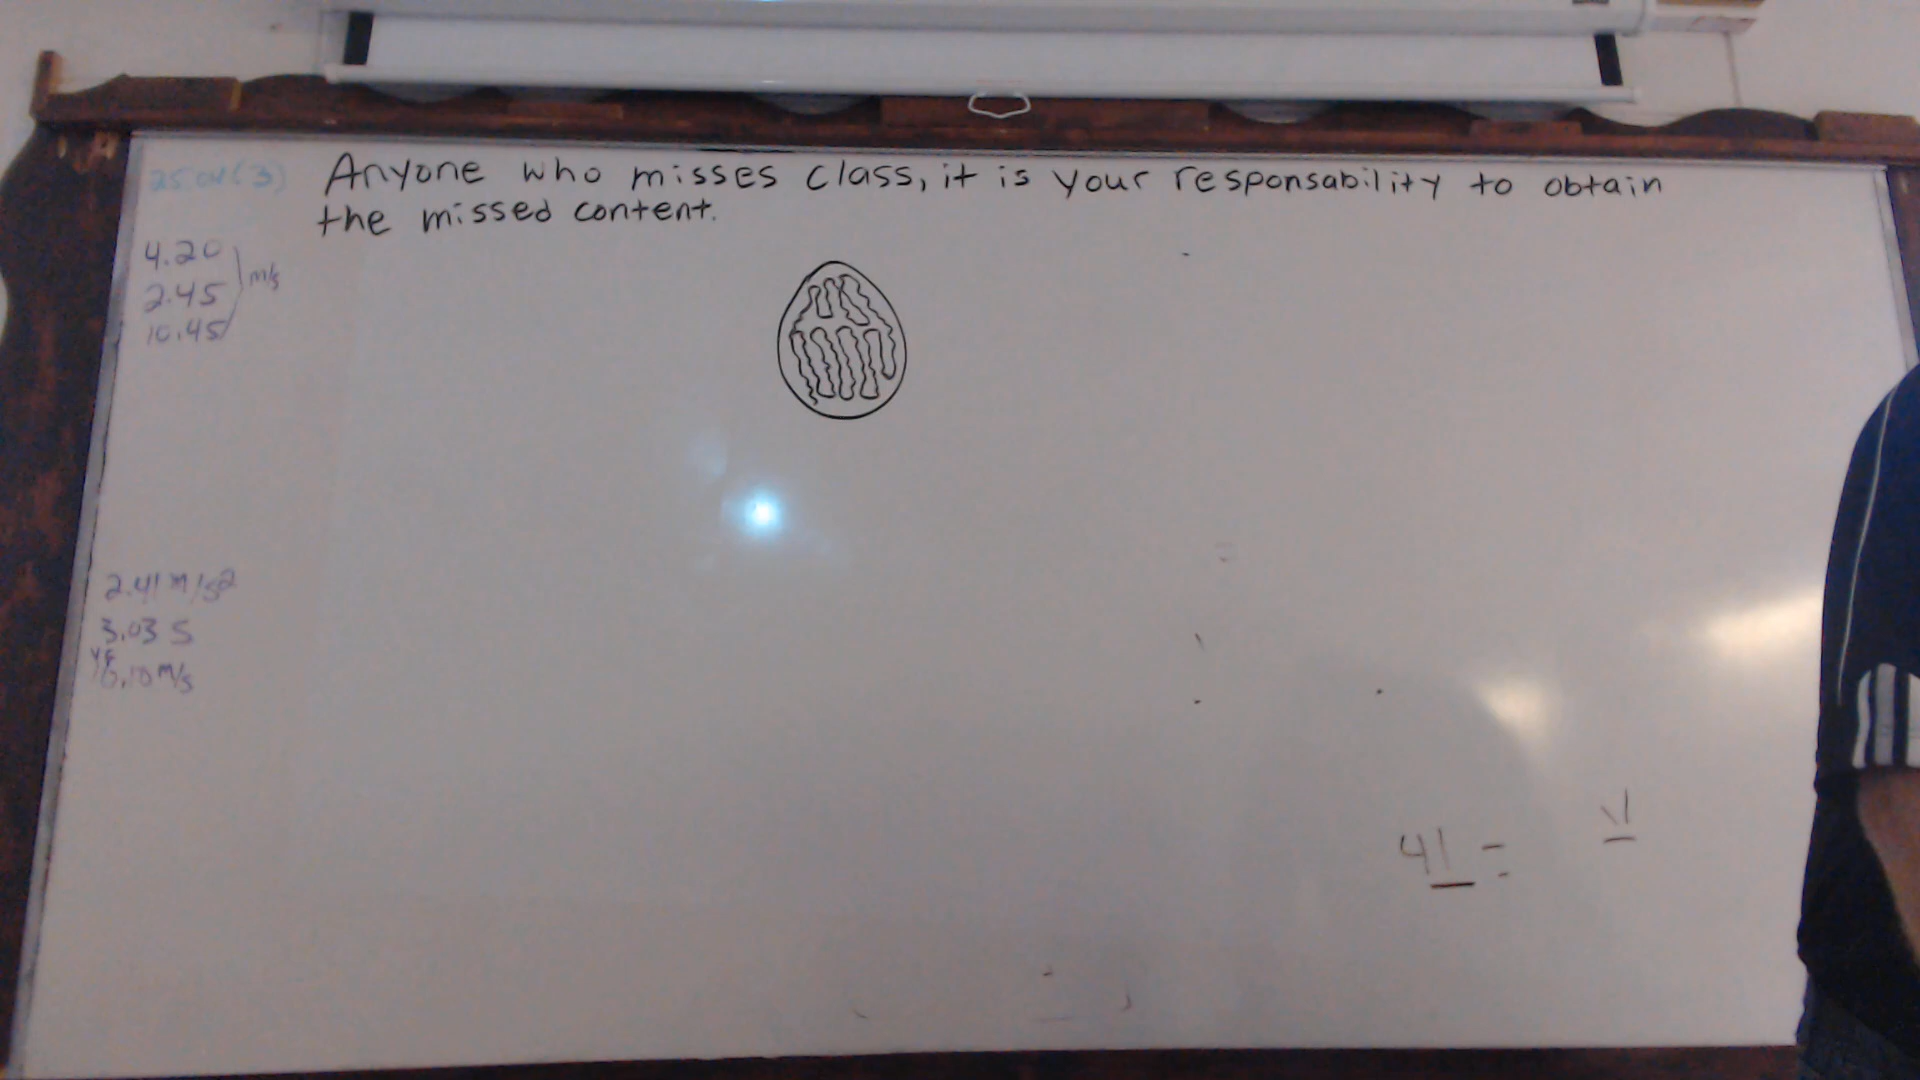 Anyone who misses class, it is your responsability to obtain
the missed content.
4.20
2.45 m/s
10.45
2.41 m/s2
3.03 s
m/s
41 =